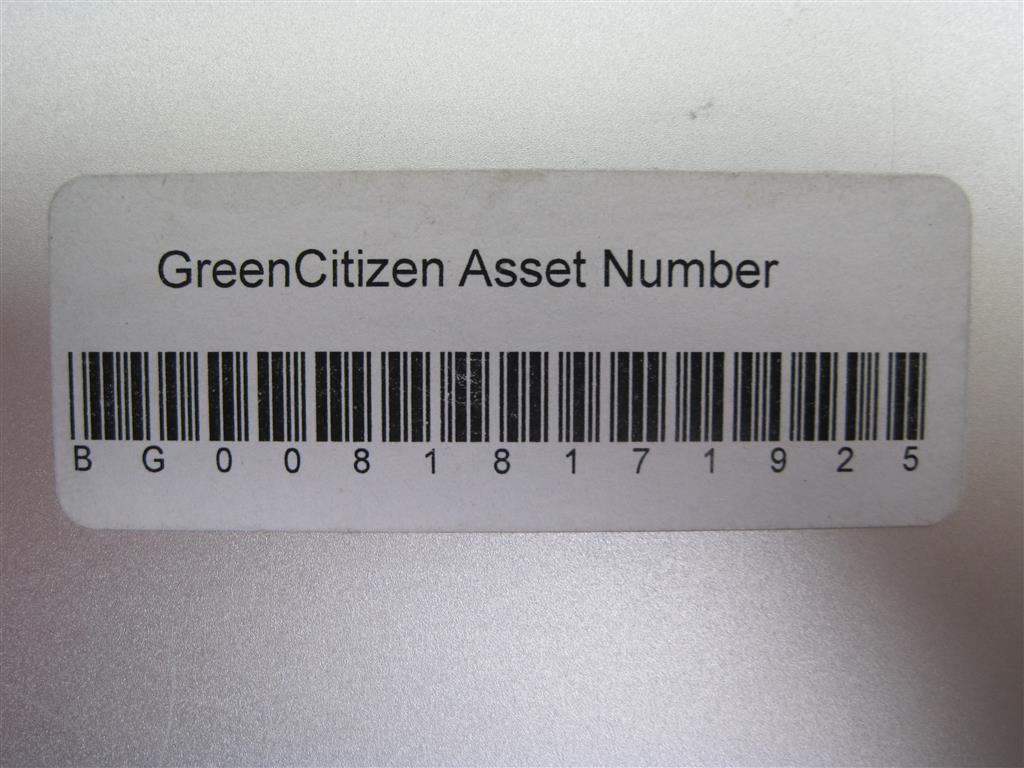 GreenCitizen Asset Number
B G 0 0 8 1 8 1 7 1 9 2 5